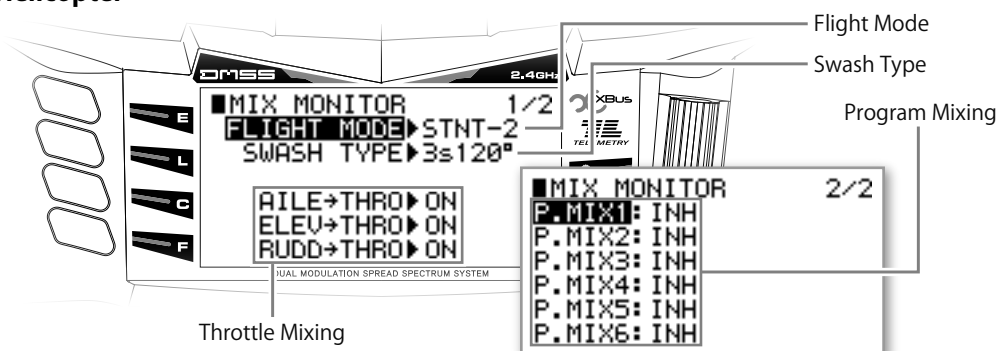 Flight Mode
Swash Type
Program Mixing
DMSS
2.4GHz
XBus
TELEMETRY
E
L
C
F
■MIX MONITOR 1/2
FLIGHT MODE▶STNT-2
SWASH TYPE▶3s120°
AILE→THRO▶ON
ELEV→THRO▶ON
RUDD→THRO▶ON
DUAL MODULATION SPREAD SPECTRUM SYSTEM
■MIX MONITOR 2/2
P.MIX1:INH
P.MIX2:INH
P.MIX3:INH
P.MIX4:INH
P.MIX5:INH
P.MIX6:INH
Throttle Mixing